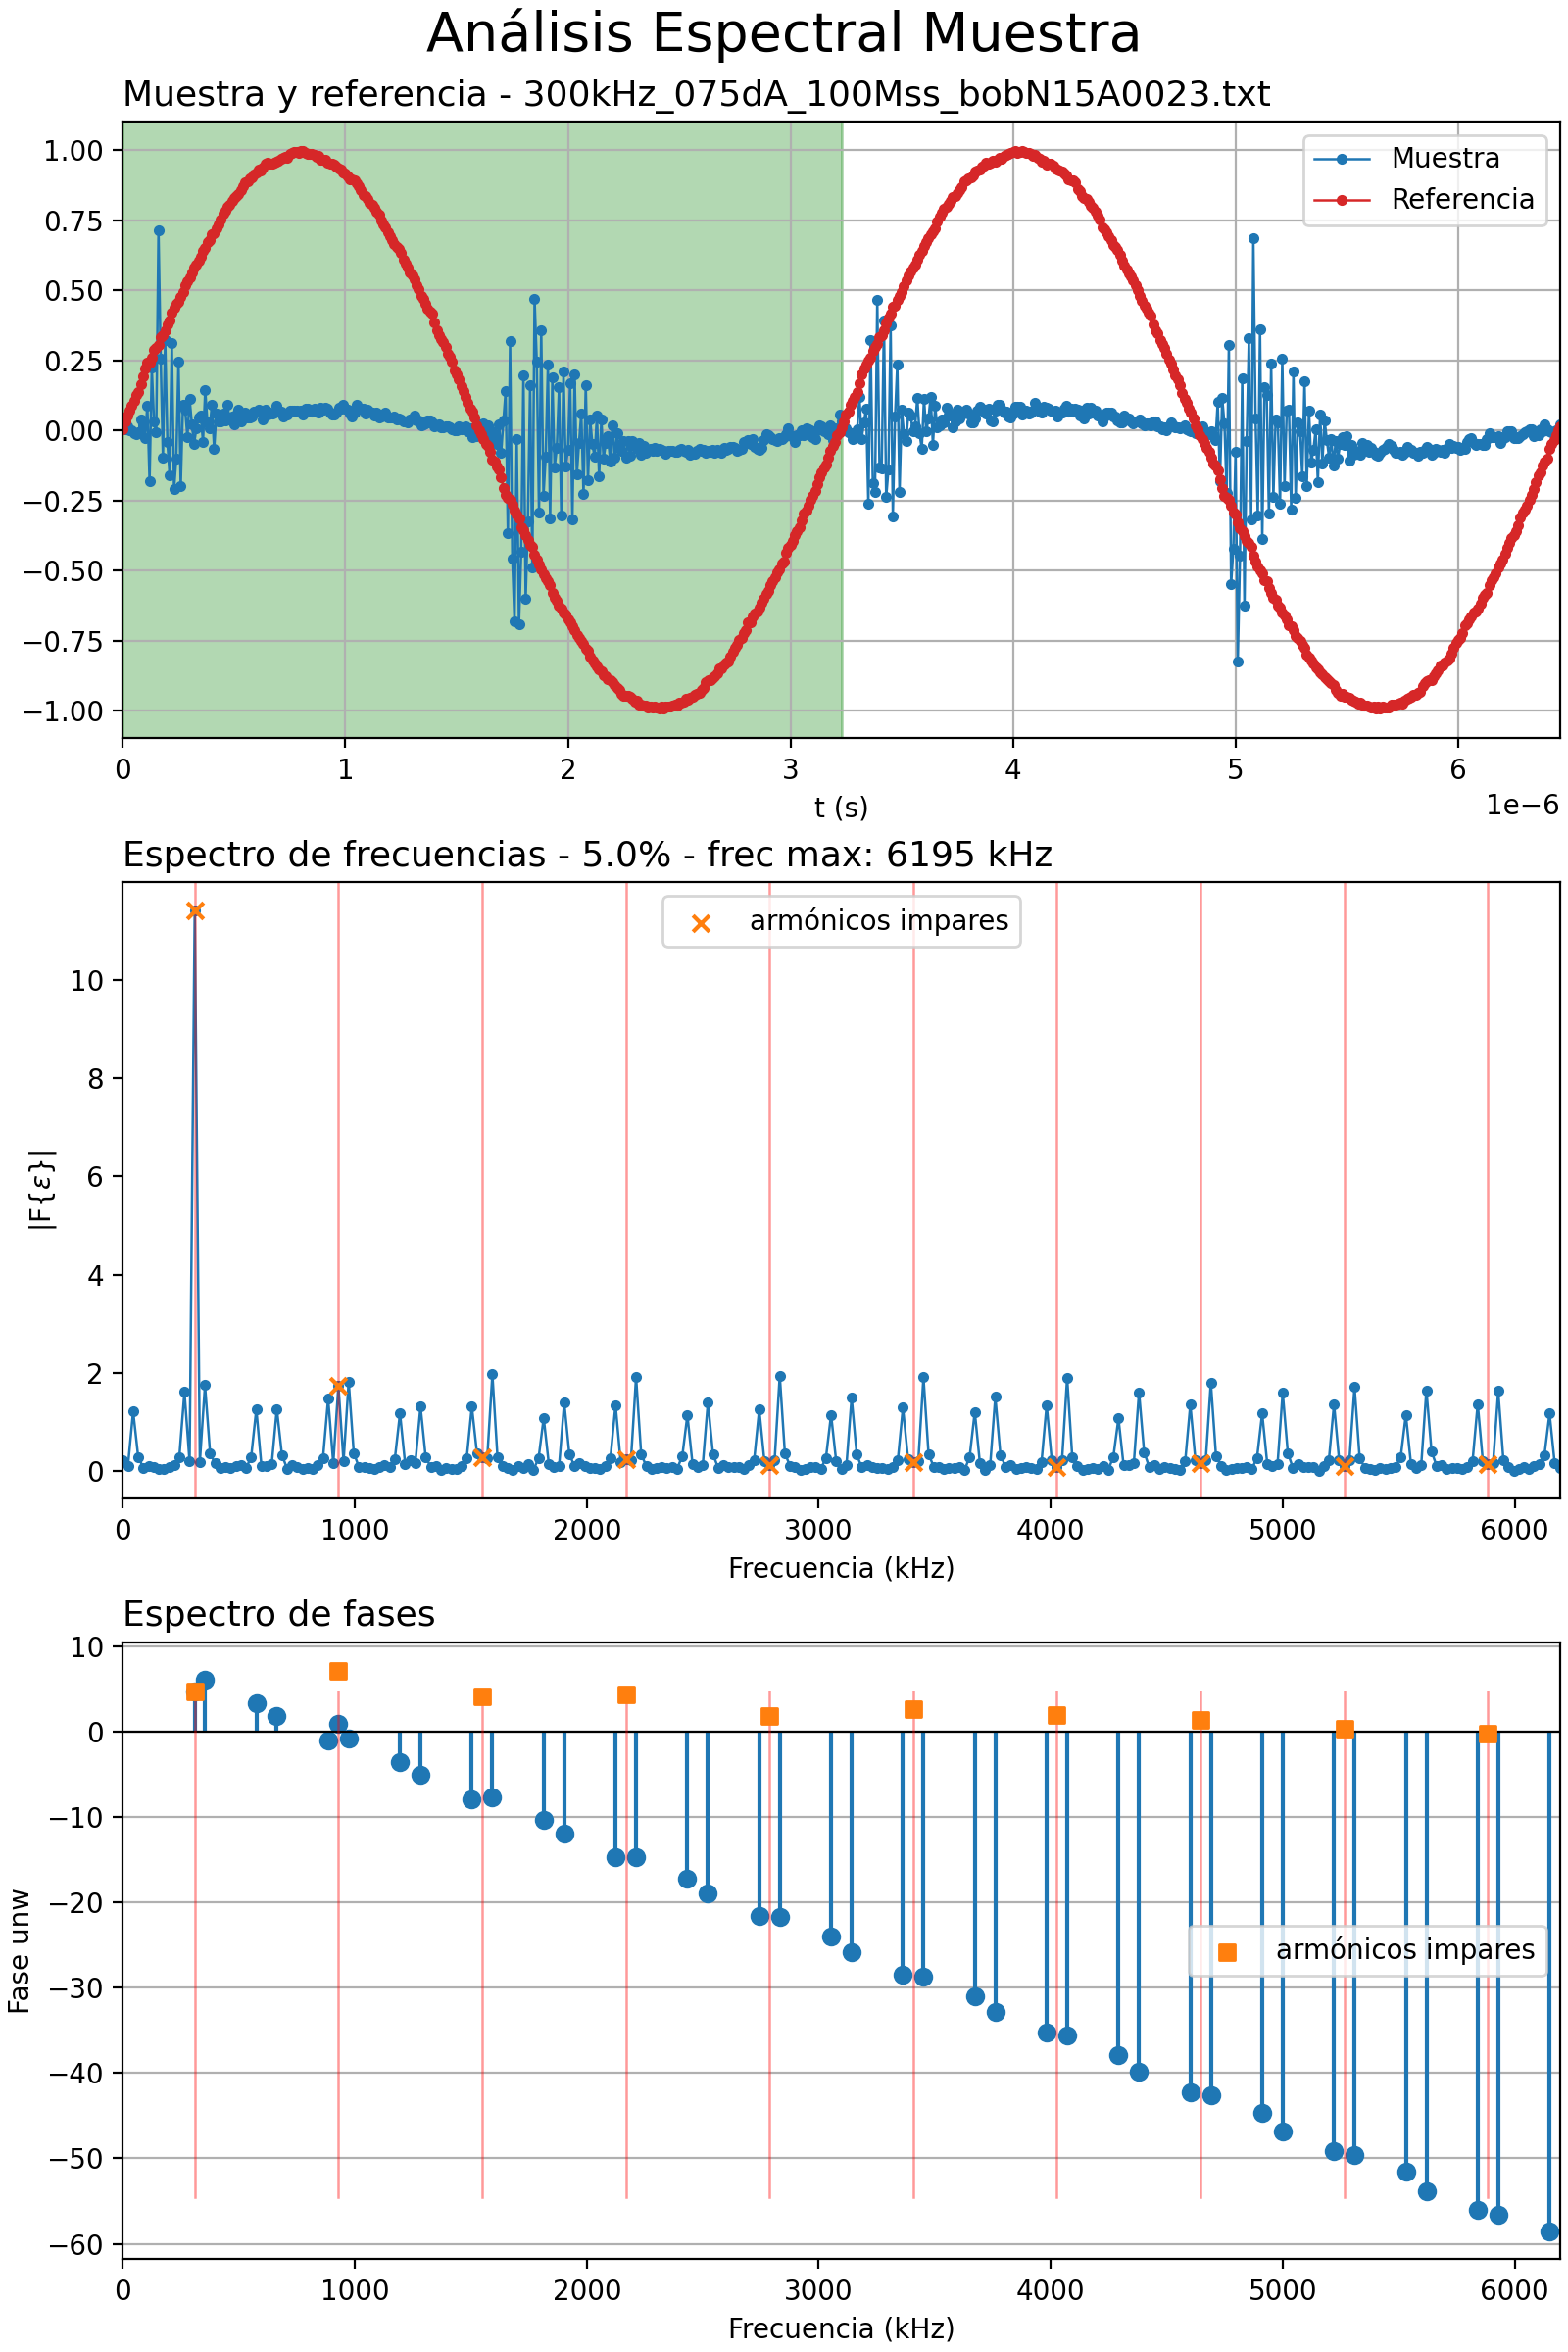 Análisis Espectral Muestra
Muestra y referencia - 300kHz_075dA_100Mss_bobN15A0023.txt
Muestra
Referencia
1.00
0.75
0.50
0.25
0.00
−0.25
−0.50
−0.75
−1.00
0 1 2 3 4 5 6
1e−6
t (s)
Espectro de frecuencias - 5.0% - frec max: 6195 kHz
armónicos impares
|F{ε}|
10
8
6
4
2
0
0 1000 2000 3000 4000 5000 6000
Frecuencia (kHz)
Espectro de fases
armónicos impares
Fase unw
10
0
−10
−20
−30
−40
−50
−60
0 1000 2000 3000 4000 5000 6000
Frecuencia (kHz)